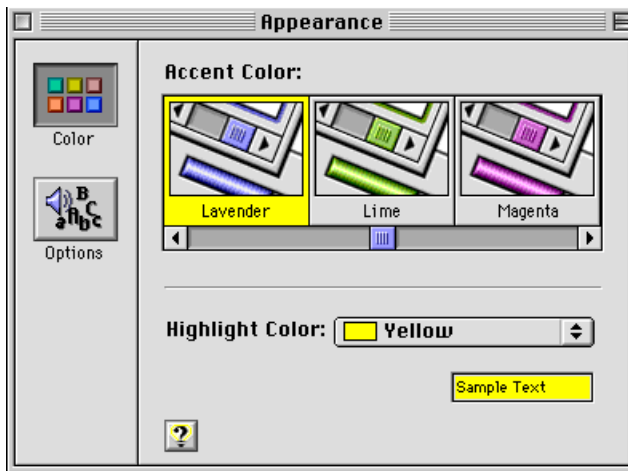 Appearance
Accent Color:
Color
Lavender
Lime
Magenta
Options
Highlight Color:
Yellow
Sample Text
?